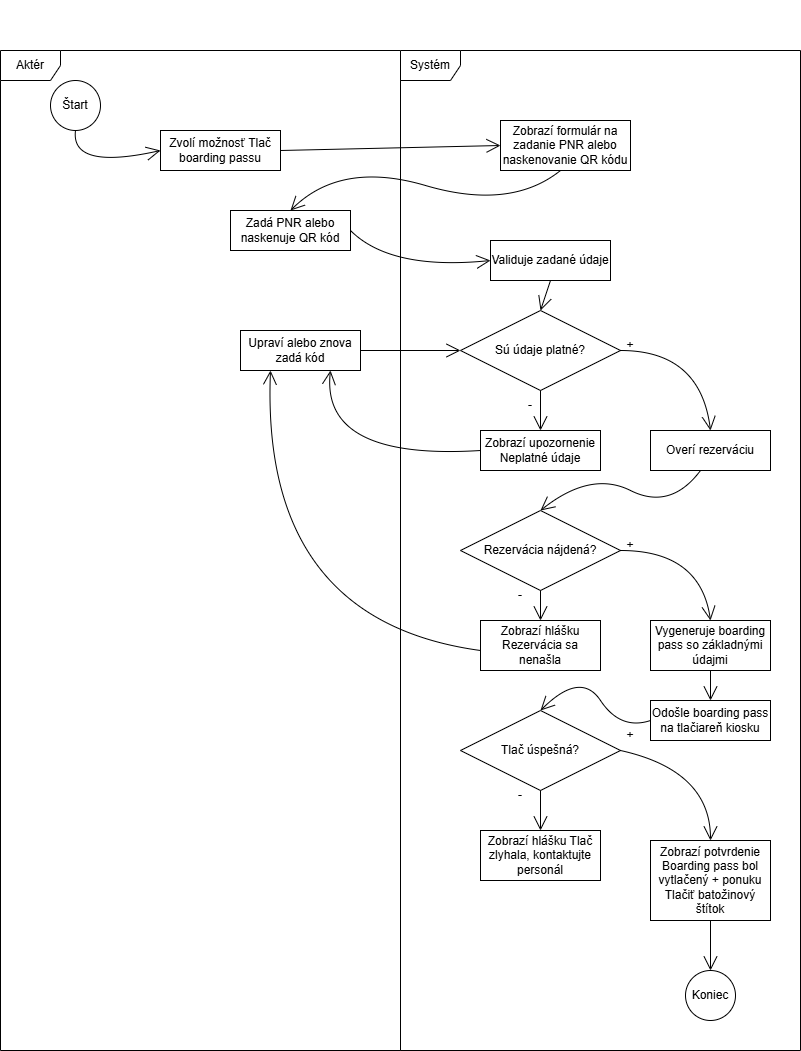 Aktér
Systém
Štart
Zvolí možnosť Tlač
boarding passu
Zobrazí formulár na
zadanie PNR alebo
naskenovanie QR kódu
Zadá PNR alebo
naskenuje QR kód
Validuje zadané údaje
Upraví alebo znova
zadá kód
Sú údaje platné?
+
-
Zobrazí upozornenie
Neplatné údaje
Overí rezerváciu
Rezervácia nájdená?
+
-
Zobrazí hlášku
Rezervácia sa
nenašla
Vygeneruje boarding
pass so základnými
údajmi
Odošle boarding pass
na tlačiareň kiosku
Tlač úspešná?
+
-
Zobrazí hlášku Tlač
zlyhala, kontaktujte
personál
Zobrazí potvrdenie
Boarding pass bol
vytlačený + ponuku
Tlačiť batožinový
štítok
Koniec